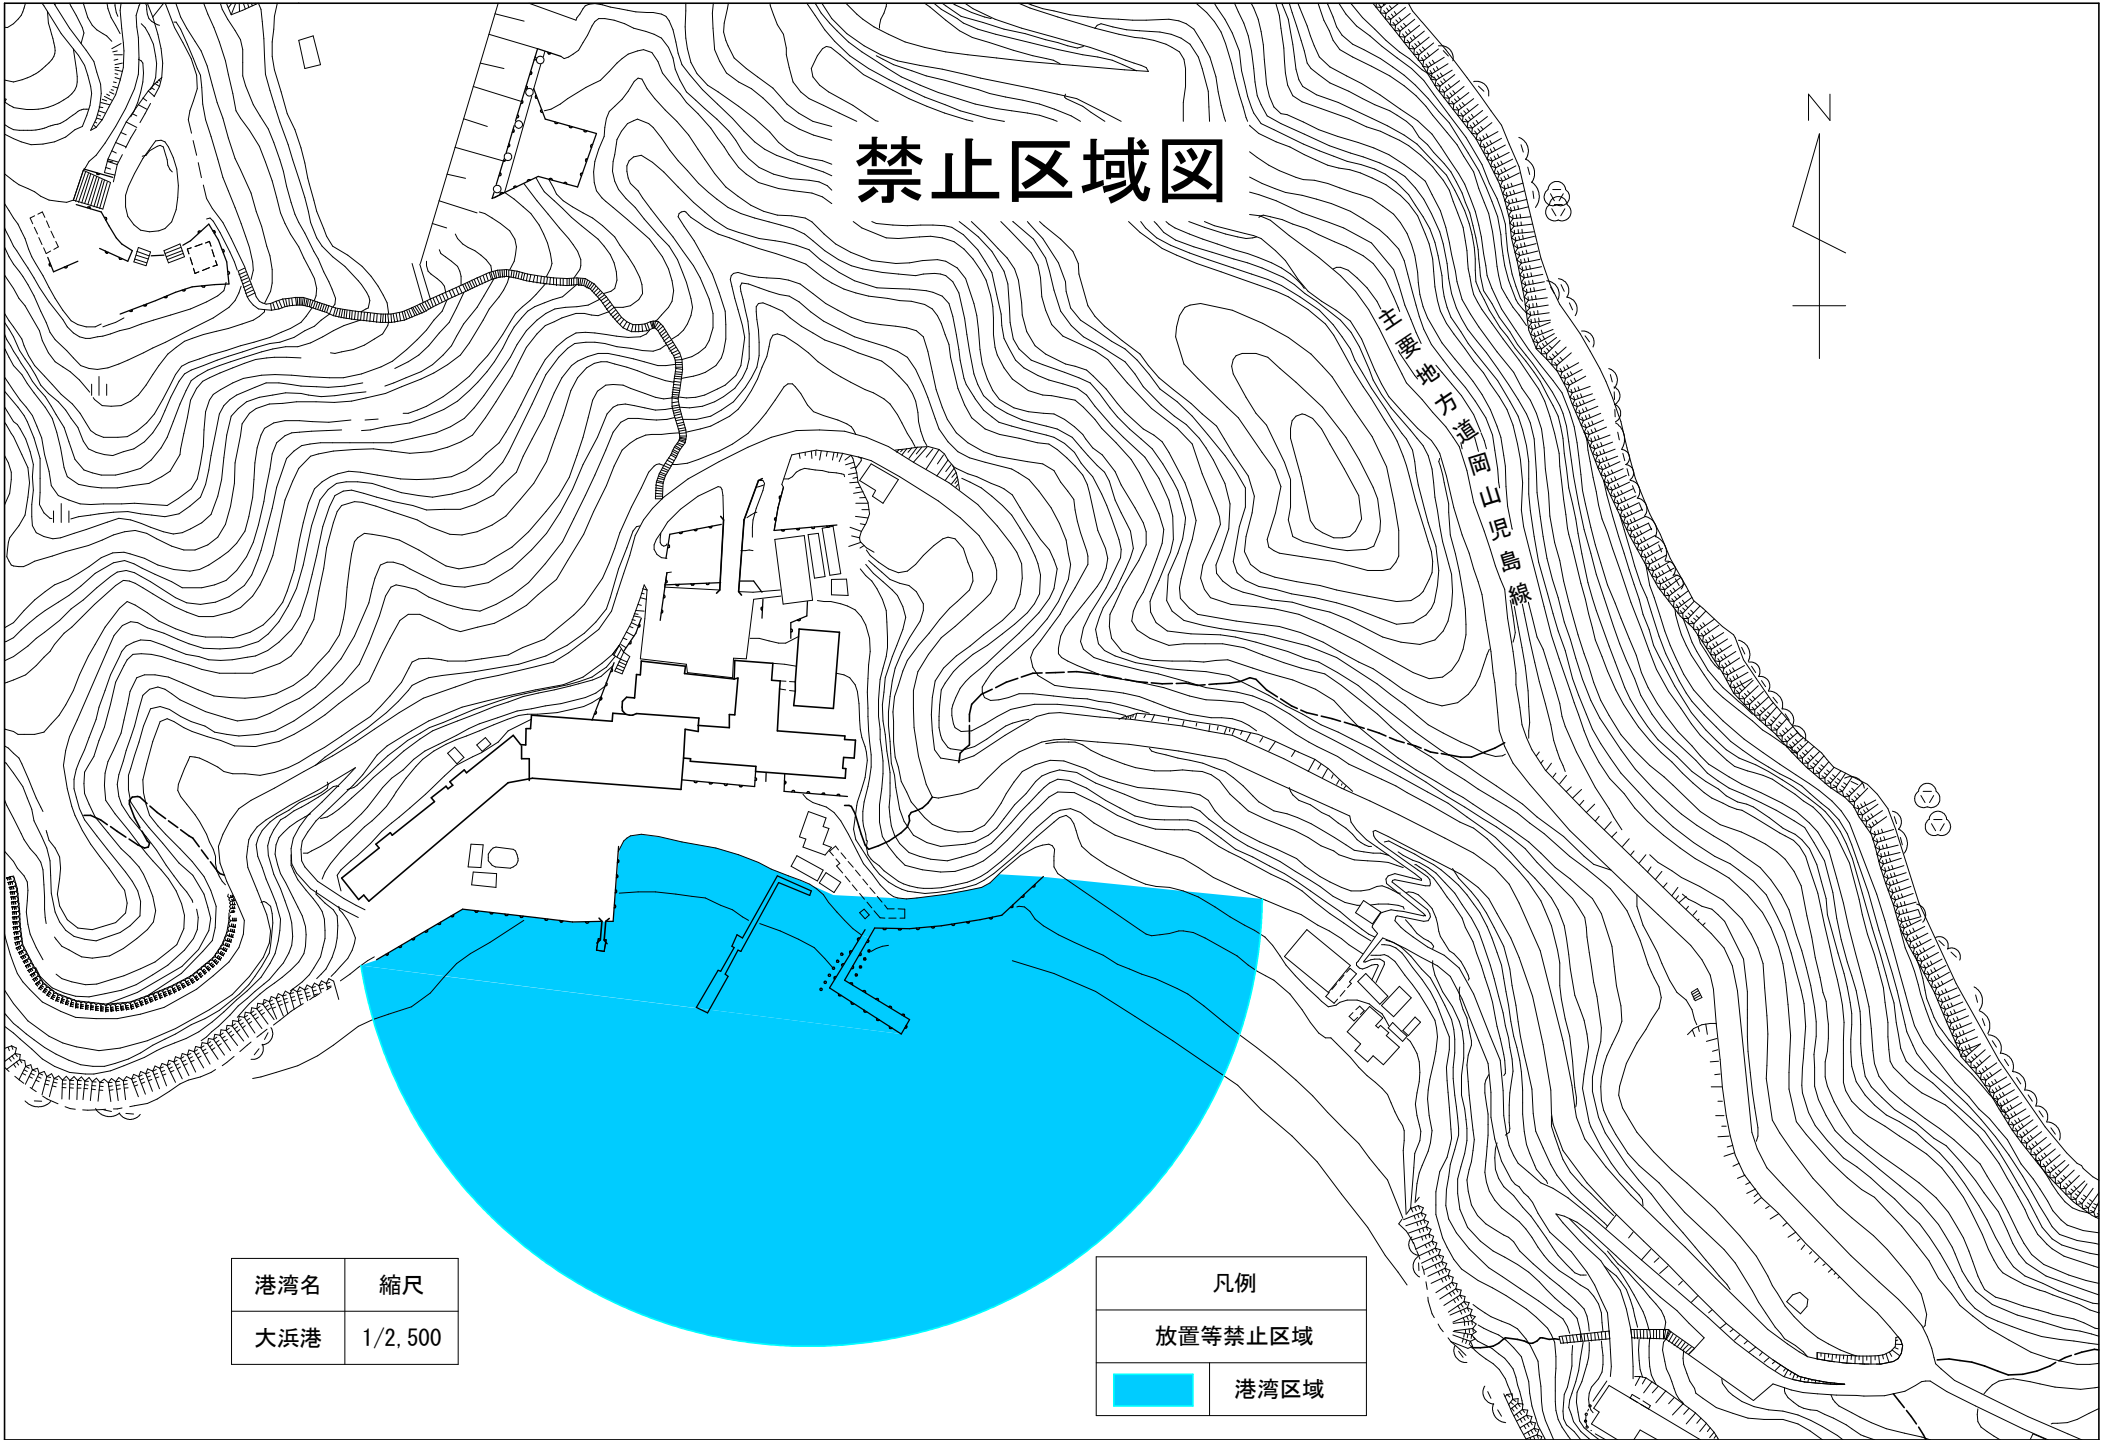 禁止区域図
N
主要地方道岡山児島線
港湾名 縮尺
大浜港 1/2,500
凡例
放置等禁止区域
港湾区域